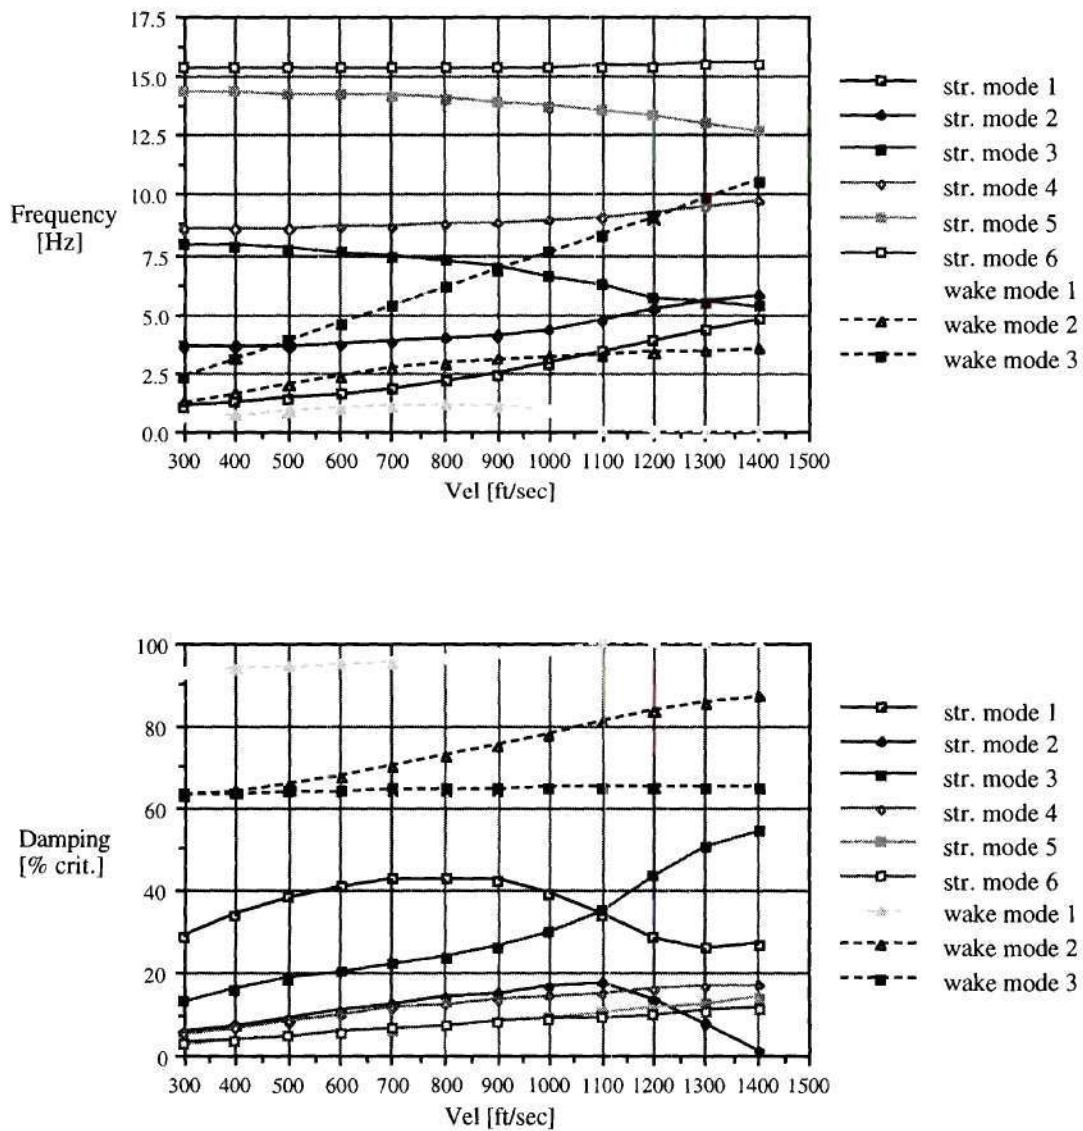 17.5
15.0
12.5
10.0
7.5
5.0
2.5
0.0
Frequency
[Hz]
300 400 500 600 700 800 900 1000 1100 1200 1300 1400 1500
Vel [ft/sec]
str. mode 1
str. mode 2
str. mode 3
str. mode 4
str. mode 5
str. mode 6
wake mode 1
wake mode 2
wake mode 3
100
80
60
40
20
0
Damping
[% crit.]
300 400 500 600 700 800 900 1000 1100 1200 1300 1400 1500
Vel [ft/sec]
str. mode 1
str. mode 2
str. mode 3
str. mode 4
str. mode 5
str. mode 6
wake mode 1
wake mode 2
wake mode 3